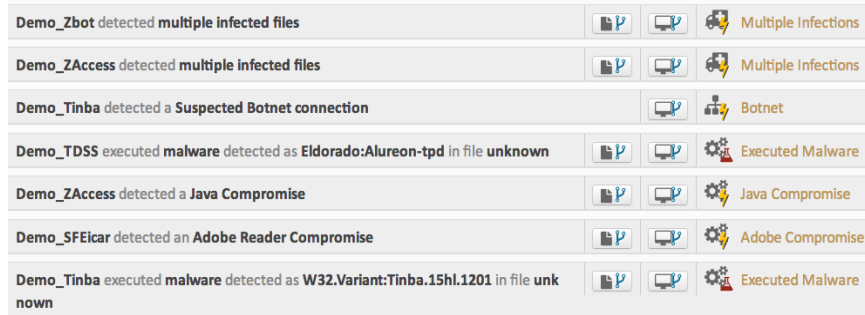 Demo_Zbot detected multiple infected files Multiple Infections
Demo_ZAccess detected multiple infected files Multiple Infections
Demo_Tinba detected a Suspected Botnet connection Botnet
Demo_TDSS executed malware detected as Eldorado:Alureon-tpd in file unknown Executed Malware
Demo_ZAccess detected a Java Compromise Java Compromise
Demo_SFEicar detected an Adobe Reader Compromise Adobe Compromise
Demo_Tinba executed malware detected as W32.Variant:Tinba.15hl.1201 in file unk Executed Malware
nown